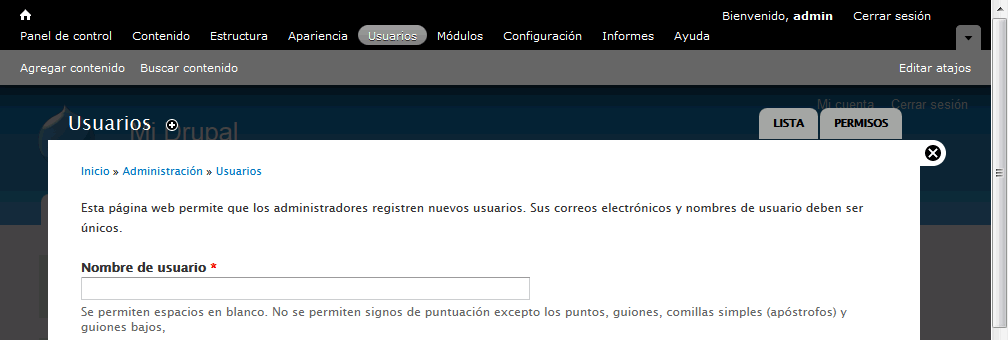 Bienvenido, admin Cerrar sesión
Panel de control Contenido Estructura Apariencia Usuarios Módulos Configuración Informes Ayuda
Agregar contenido Buscar contenido Editar atajos
Mi cuenta Cerrar sesión
Usuarios
Mi Drupal
LISTA PERMISOS
Inicio » Administración » Usuarios
Esta página web permite que los administradores registren nuevos usuarios. Sus correos electrónicos y nombres de usuario deben ser
únicos.
Nombre de usuario *
Se permiten espacios en blanco. No se permiten signos de puntuación excepto los puntos, guiones, comillas simples (apóstrofos) y
guiones bajos,